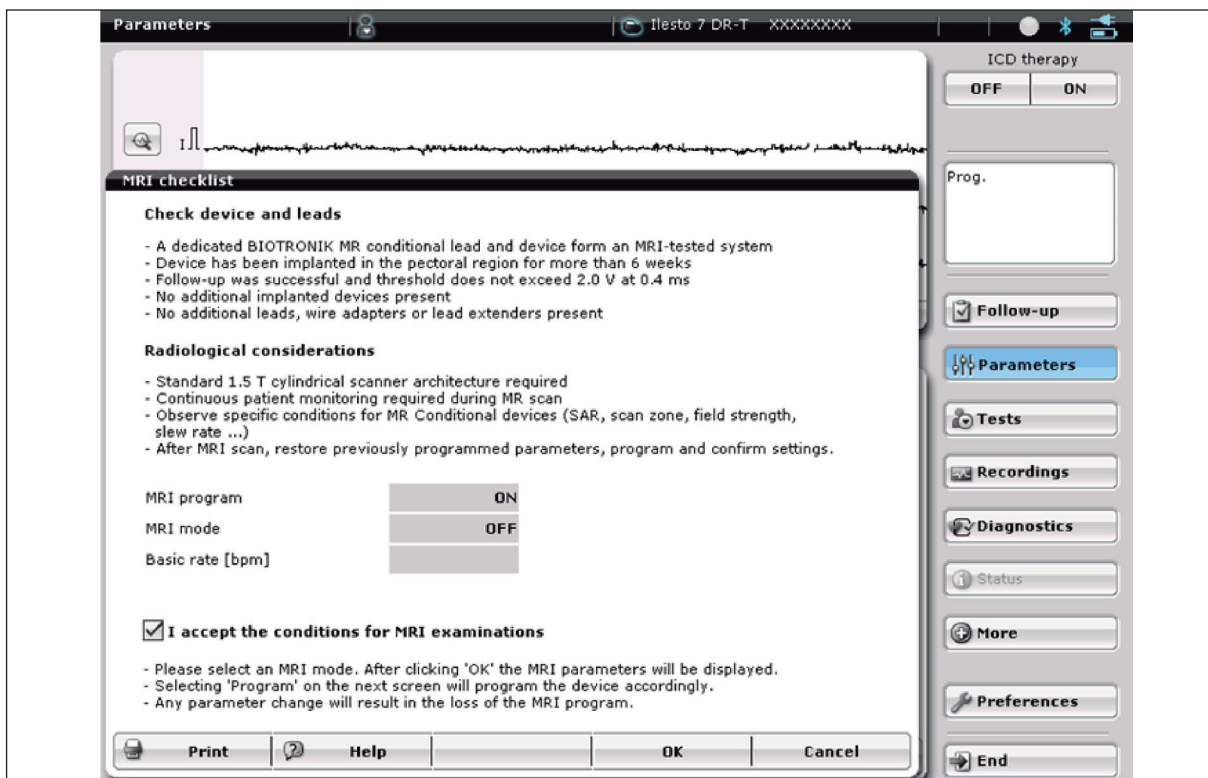 Parameters
Ilesto 7 DR-T XXXXXXXX
ICD therapy
OFF ON
I
Prog.
MRI checklist
Check device and leads
- A dedicated BIOTRONIK MR conditional lead and device form an MRI-tested system
- Device has been implanted in the pectoral region for more than 6 weeks
- Follow-up was successful and threshold does not exceed 2.0 V at 0.4 ms
- No additional implanted devices present
- No additional leads, wire adapters or lead extenders present
Radiological considerations
- Standard 1.5 T cylindrical scanner architecture required
- Continuous patient monitoring required during MR scan
- Observe specific conditions for MR Conditional devices (SAR, scan zone, field strength,
slew rate ...)
- After MRI scan, restore previously programmed parameters, program and confirm settings.
MRI program ON
MRI mode OFF
Basic rate [bpm]
I accept the conditions for MRI examinations
- Please select an MRI mode. After clicking 'OK' the MRI parameters will be displayed.
- Selecting 'Program' on the next screen will program the device accordingly.
- Any parameter change will result in the loss of the MRI program.
Print Help OK Cancel
Follow-up
Parameters
Tests
Recordings
Diagnostics
Status
More
Preferences
End